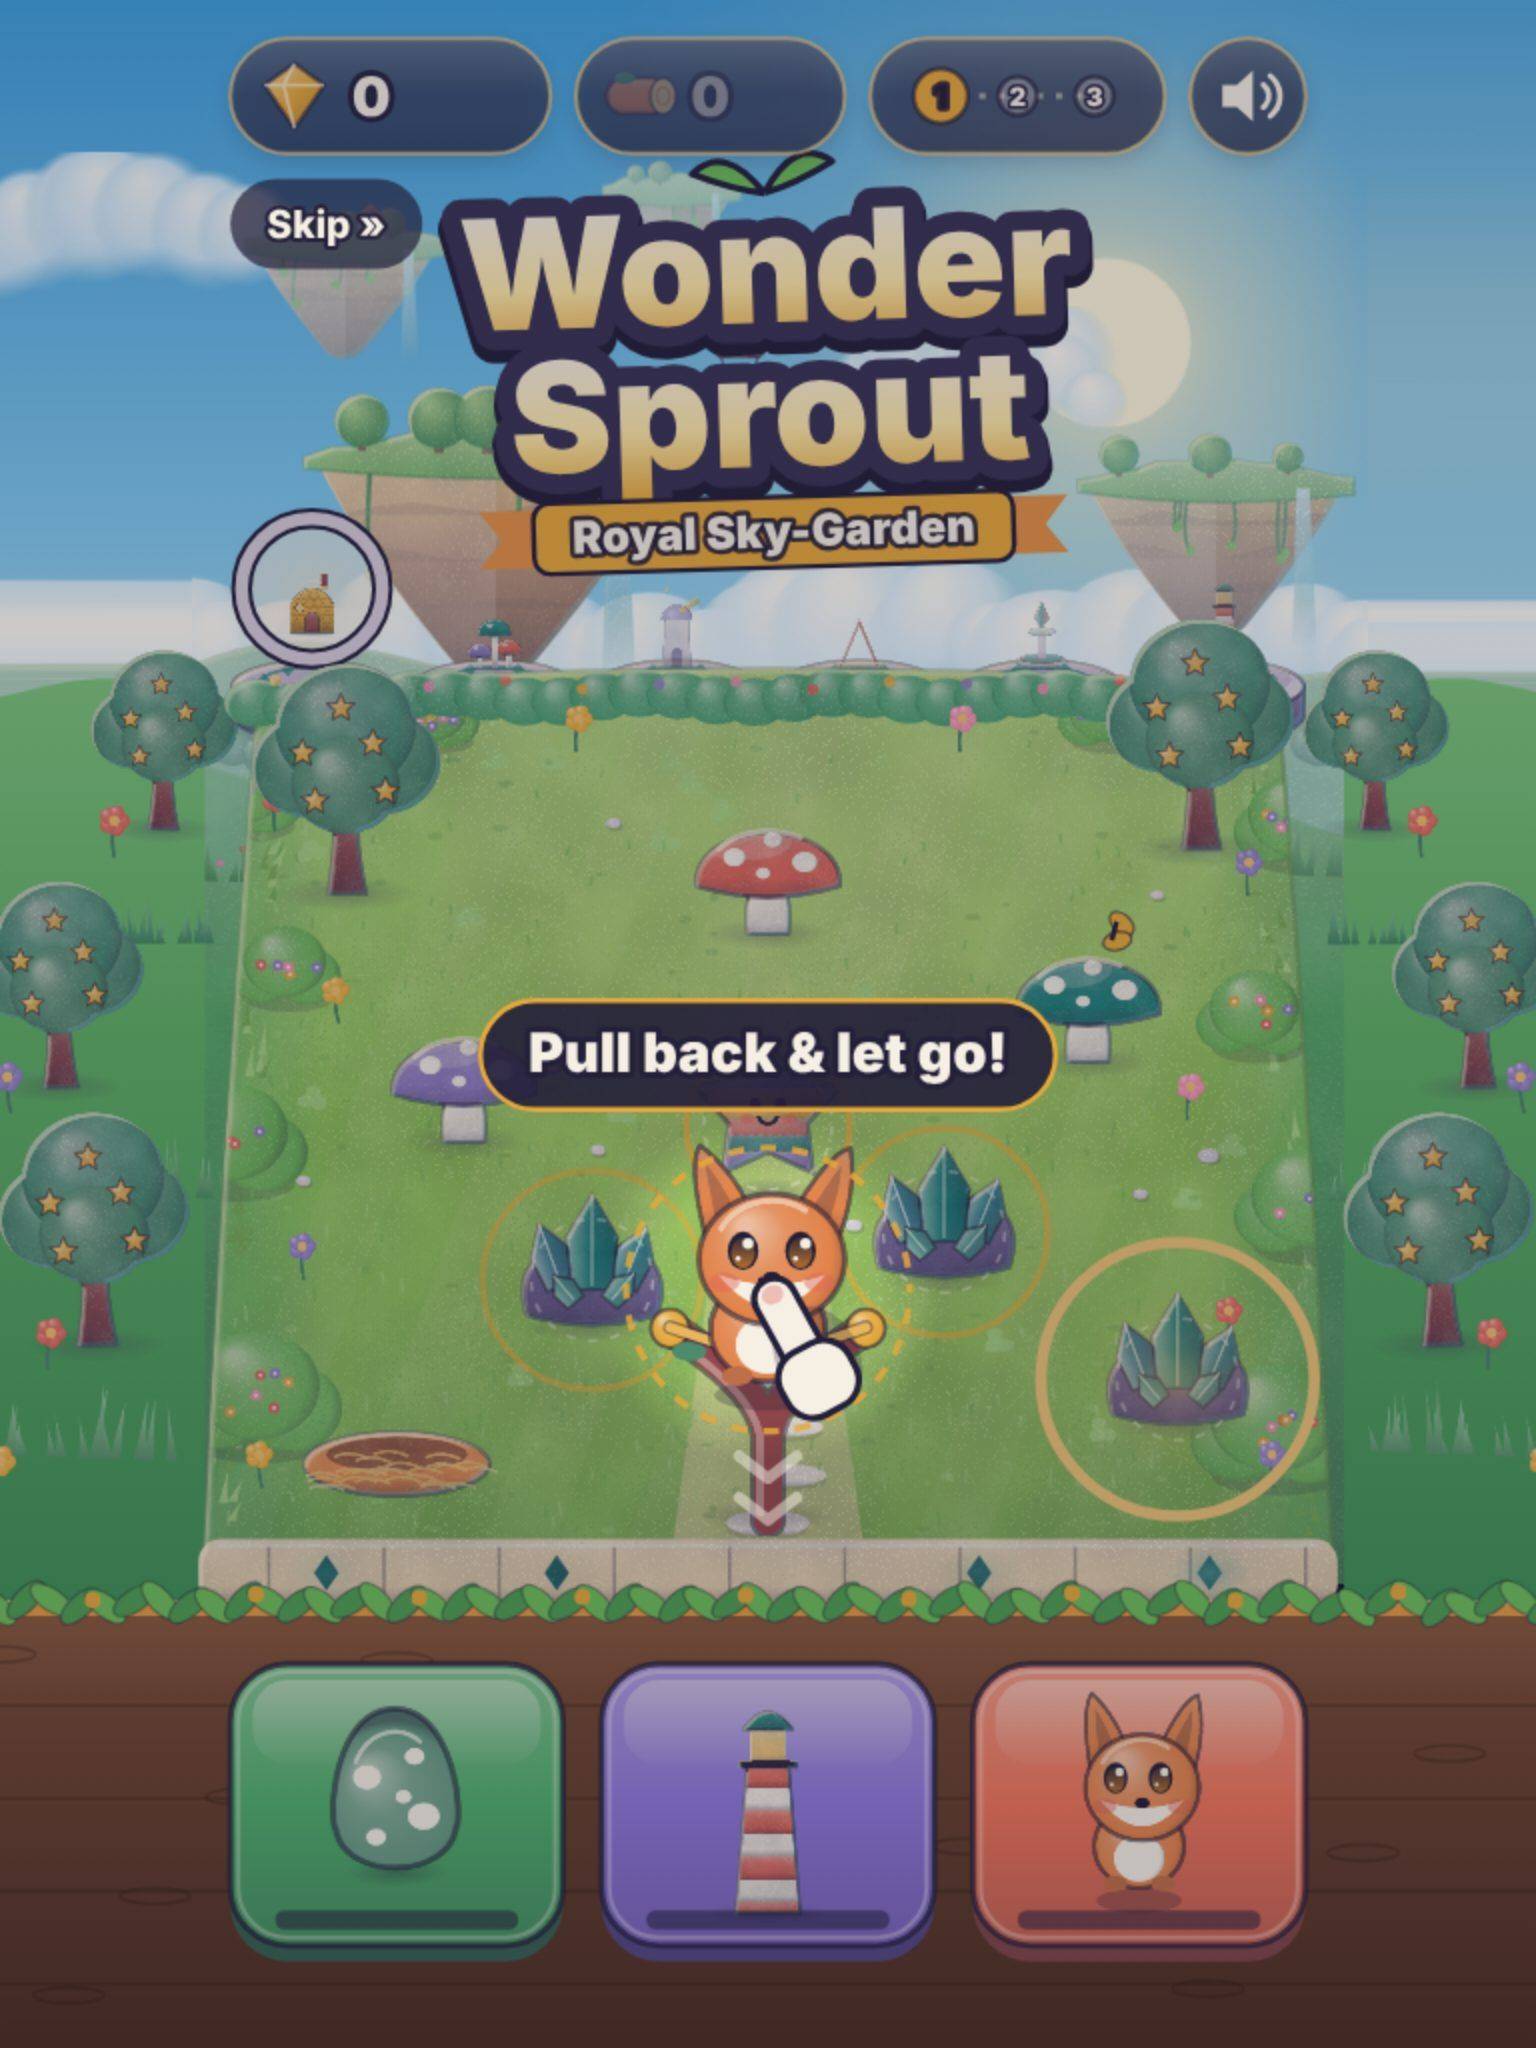 0
0
1 2 3
Skip »
Wonder
Sprout
Royal Sky-Garden
Pull back & let go!